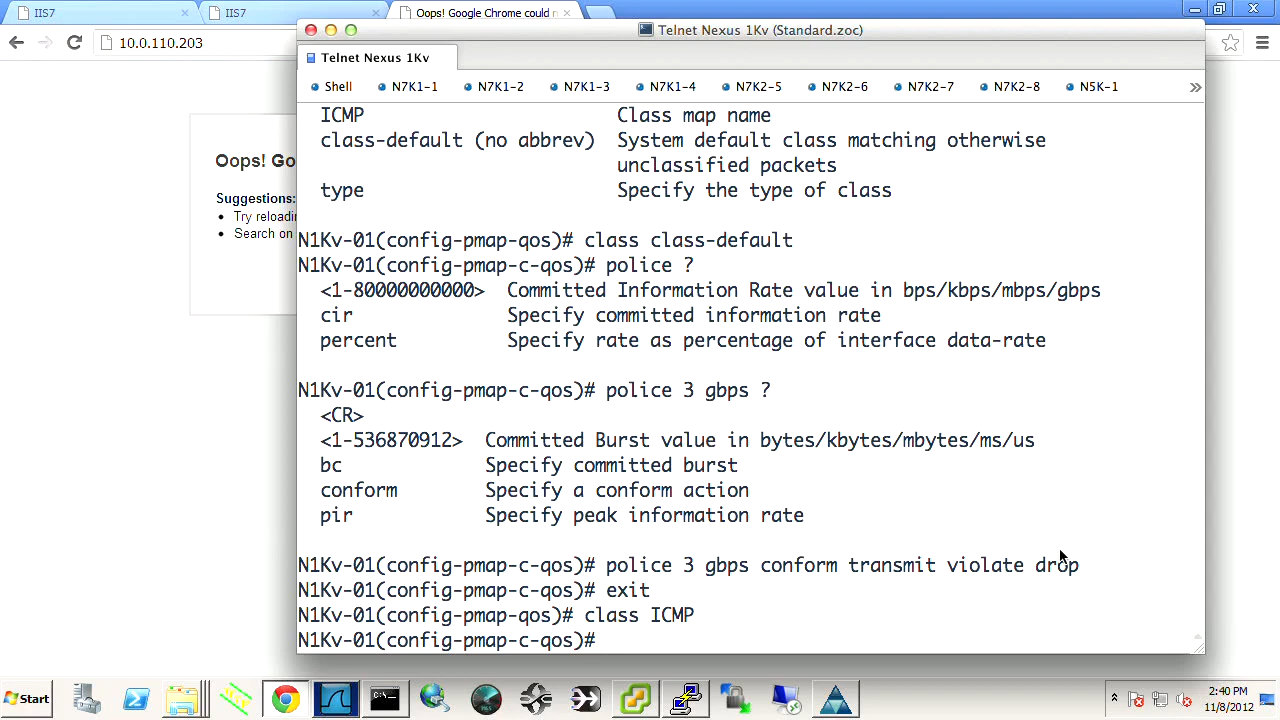 IIS7
IIS7
Oops! Google Chrome could
10.0.110.203
Telnet Nexus 1Kv (Standard.zoc)
Telnet Nexus 1Kv
Shell
N7K1-1
N7K1-2
N7K1-3
N7K1-4
N7K2-5
N7K2-6
N7K2-7
N7K2-8
N5K-1
»
Oops! Go
Suggestions:
Try reloadin
Search on
ICMP Class map name
class-default (no abbrev) System default class matching otherwise
unclassified packets
type Specify the type of class
N1Kv-01(config-pmap-qos)# class class-default
N1Kv-01(config-pmap-c-qos)# police ?
<1-80000000000> Committed Information Rate value in bps/kbps/mbps/gbps
cir Specify committed information rate
percent Specify rate as percentage of interface data-rate
N1Kv-01(config-pmap-c-qos)# police 3 gbps ?
<CR>
<1-536870912> Committed Burst value in bytes/kbytes/mbytes/ms/us
bc Specify committed burst
conform Specify a conform action
pir Specify peak information rate
N1Kv-01(config-pmap-c-qos)# police 3 gbps conform transmit violate drop
N1Kv-01(config-pmap-c-qos)# exit
N1Kv-01(config-pmap-qos)# class ICMP
N1Kv-01(config-pmap-c-qos)#
Start
2:40 PM
11/8/2012